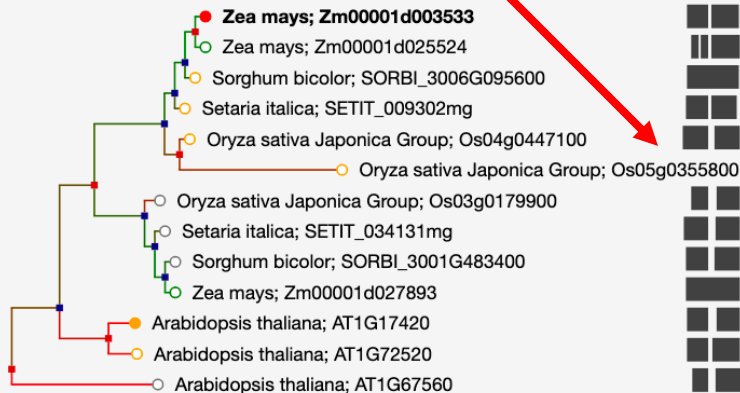 Zea mays; Zm00001d003533
Zea mays; Zm00001d025524
Sorghum bicolor; SORBI_3006G095600
Setaria italica; SETIT_009302mg
Oryza sativa Japonica Group; Os04g0447100
Oryza sativa Japonica Group; Os05g0355800
Oryza sativa Japonica Group; Os03g0179900
Setaria italica; SETIT_034131mg
Sorghum bicolor; SORBI_3001G483400
Zea mays; Zm00001d027893
Arabidopsis thaliana; AT1G17420
Arabidopsis thaliana; AT1G72520
Arabidopsis thaliana; AT1G67560